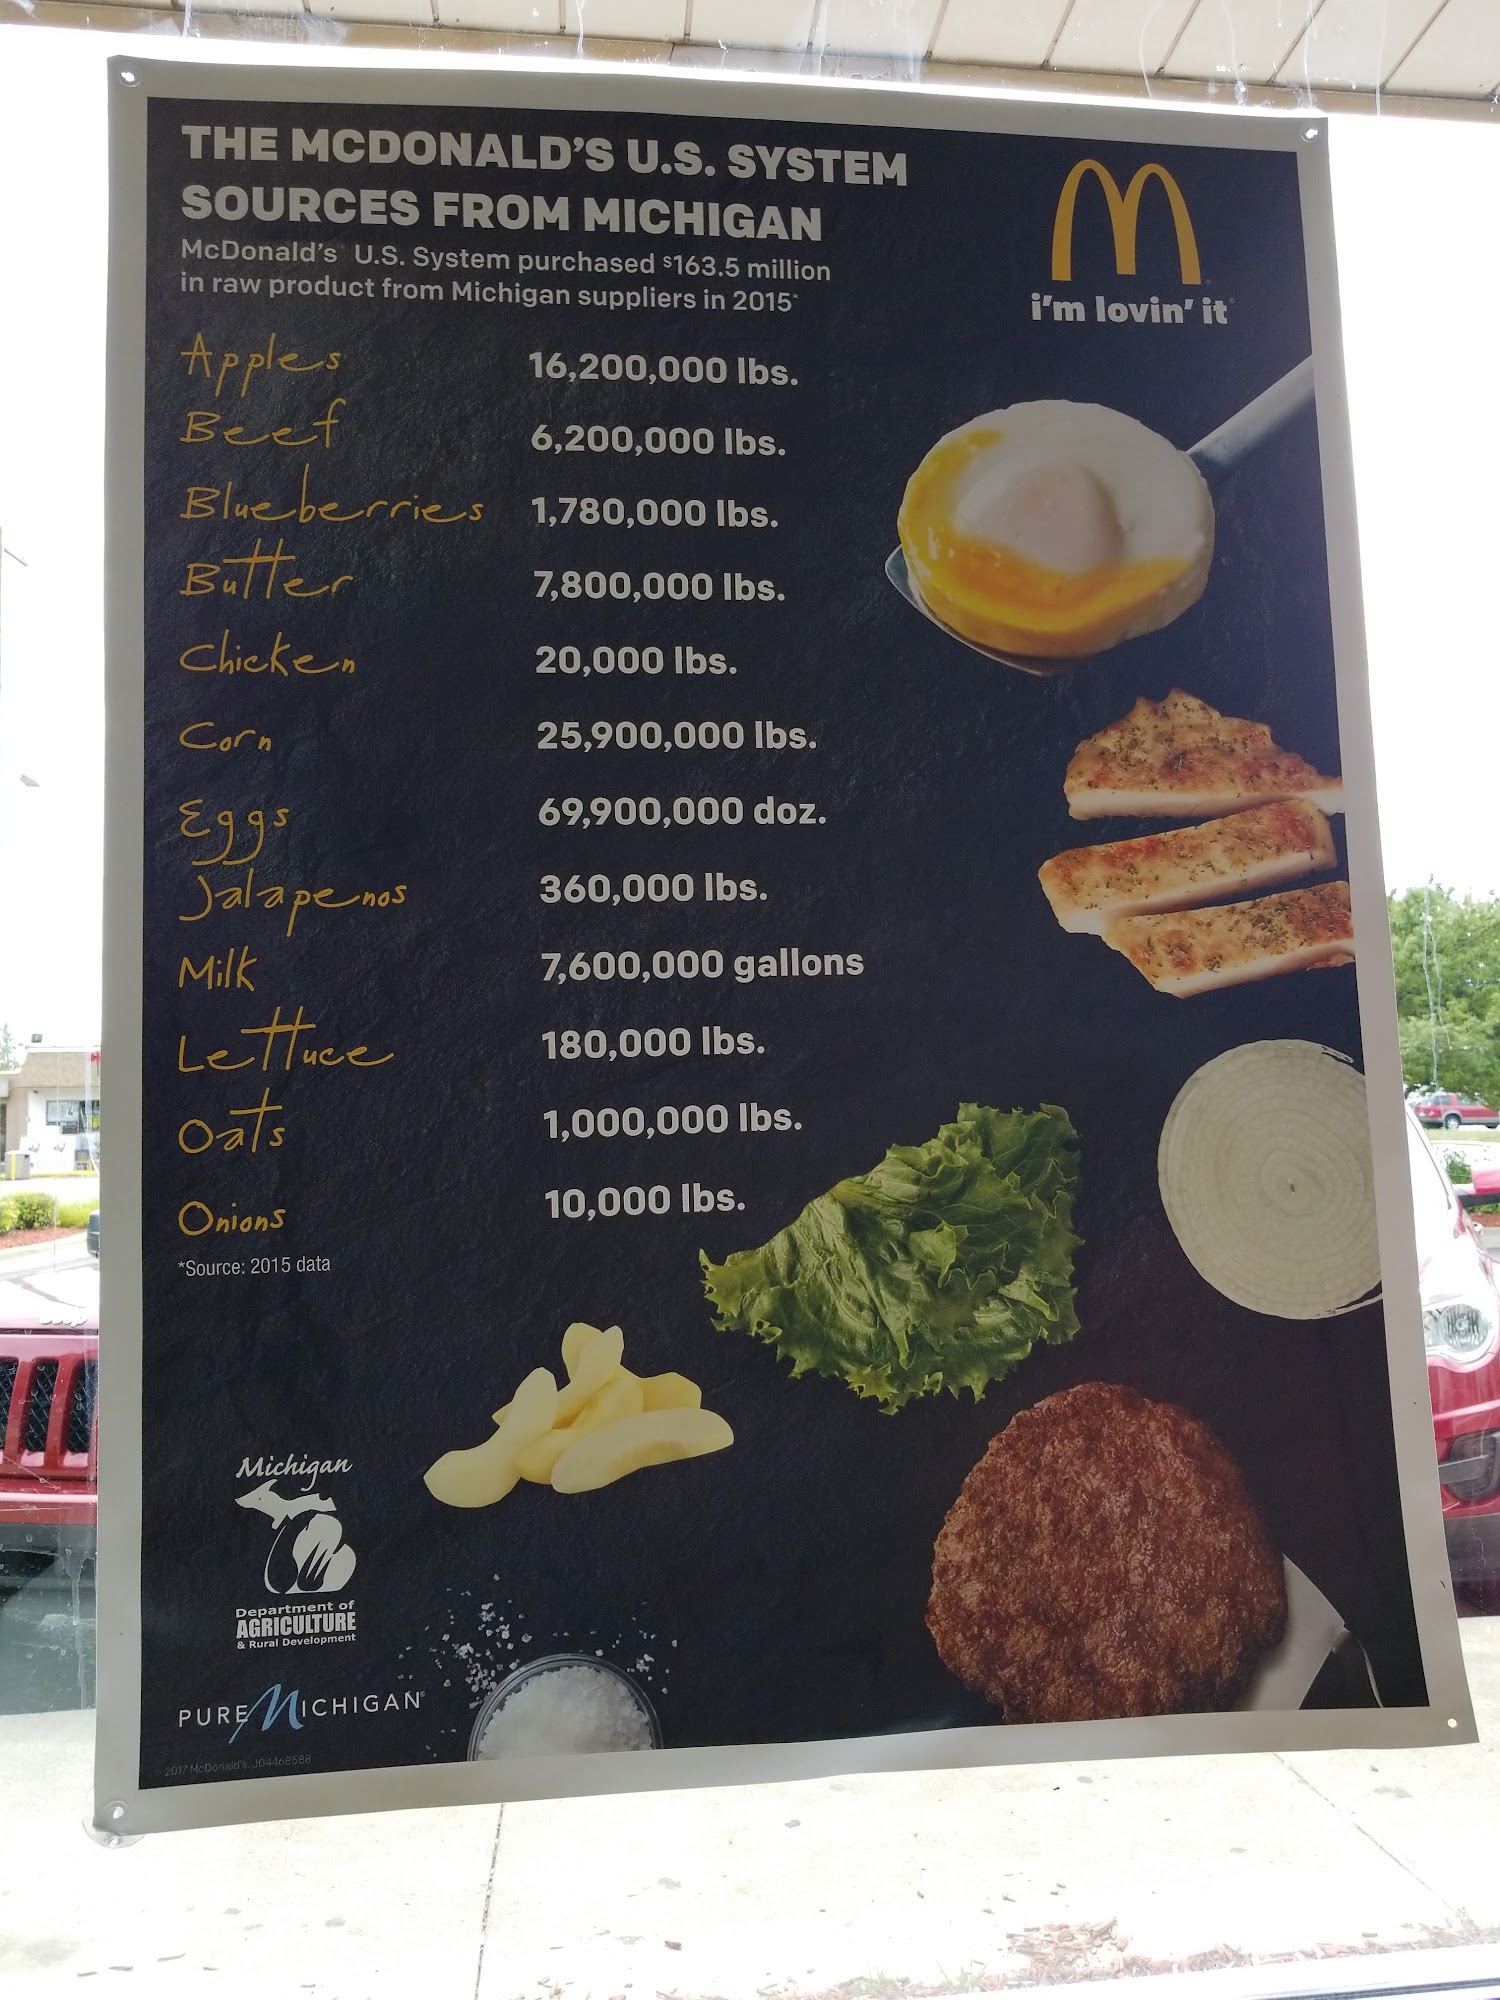 THE MCDONALD'S U.S. SYSTEM
SOURCES FROM MICHIGAN
McDonald's U.S. System purchased $163.5 million
in raw product from Michigan suppliers in 2015*
i'm lovin' it
Apples 16,200,000 lbs.
Beef 6,200,000 lbs.
Blueberries 1,780,000 lbs.
Butter 7,800,000 lbs.
Chicken 20,000 lbs.
Corn 25,900,000 lbs.
Eggs 69,900,000 doz.
Jalapenos 360,000 lbs.
Milk 7,600,000 gallons
Lettuce 180,000 lbs.
Oats 1,000,000 lbs.
Onions 10,000 lbs.
*Source: 2015 data
Michigan
Department of
AGRICULTURE
& Rural Development
PURE MICHIGAN®
2017 McDonald's. J04468588
Jeep